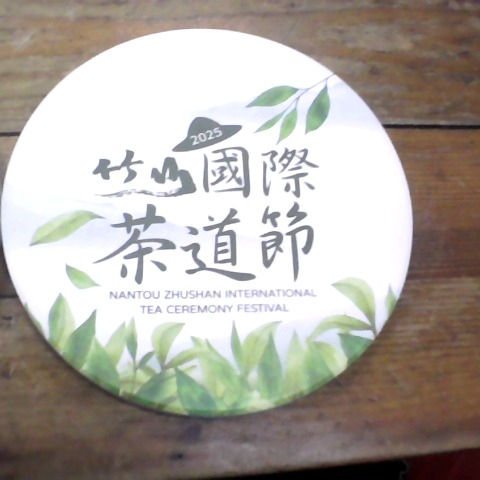 2025
竹山國際
茶道節
NANTOU ZHUSHAN INTERNATIONAL
TEA CEREMONY FESTIVAL